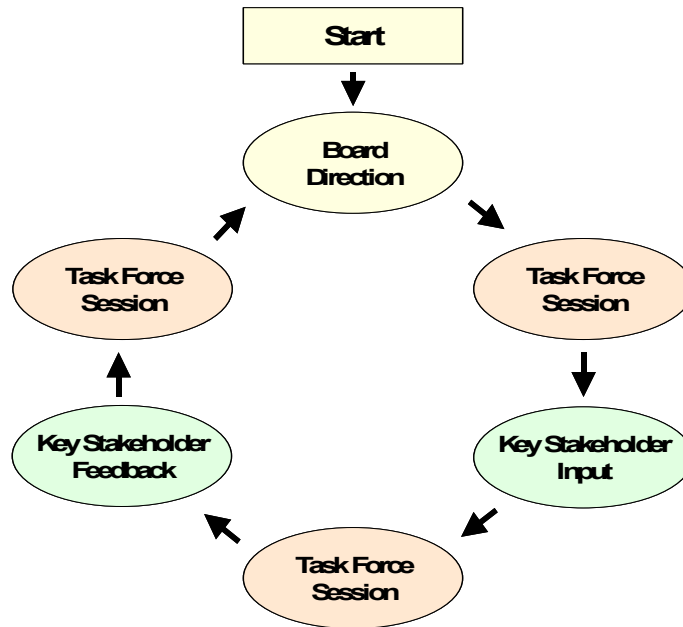 Start
Board
Direction
Task Force
Session
Task Force
Session
Key Stakeholder
Feedback
Key Stakeholder
Input
Task Force
Session